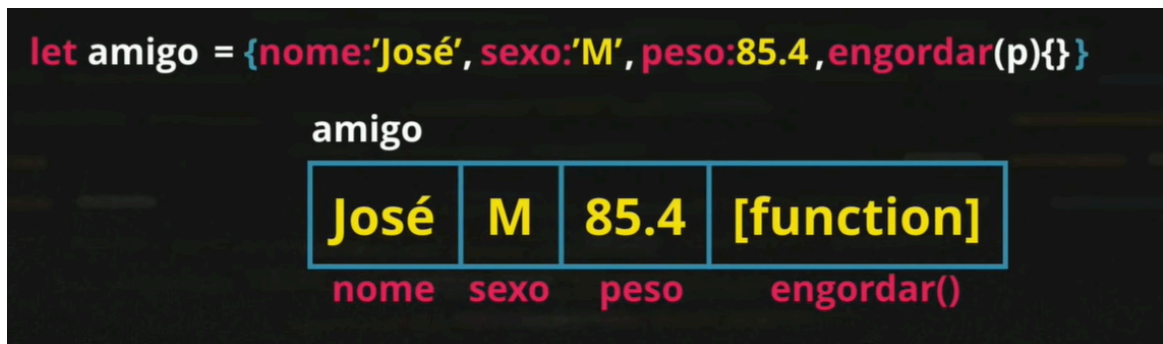 let amigo = {nome:’José’, sexo:’M’, peso:85.4 ,engordar(p){} }
amigo
José M 85.4 [function]
nome sexo peso engordar()